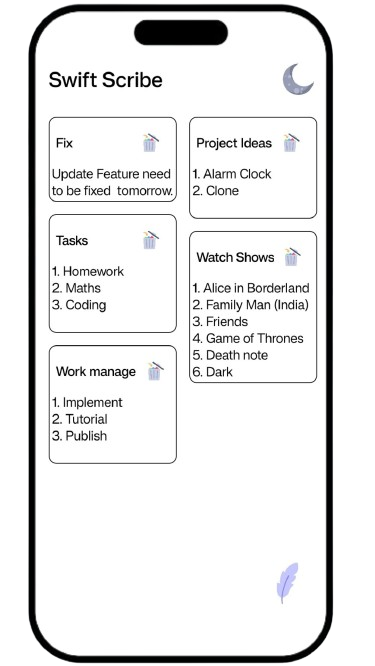 Swift Scribe
Fix
Update Feature need
to be fixed tomorrow.
Tasks
1. Homework
2. Maths
3. Coding
Work manage
1. Implement
2. Tutorial
3. Publish
Project Ideas
1. Alarm Clock
2. Clone
Watch Shows
1. Alice in Borderland
2. Family Man (India)
3. Friends
4. Game of Thrones
5. Death note
6. Dark